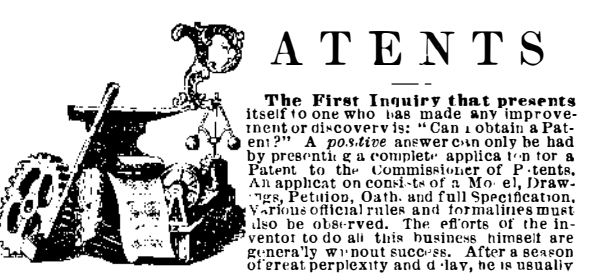 PATENTS
The First Inquiry that presents
itself to one who has made any improve-
ment or discovery is: "Can I obtain a Pat-
ent?" A positive answer can only be had
by presenting a complete application for a
Patent to the Commissioner of Patents.
An application consists of a Model, Draw-
ings, Petition, Oath, and full Specification.
Various official rules and formalities must
also be observed. The efforts of the in-
ventor to do all this business himself are
generally without success. After a season
of great perplexity and delay, he is usually